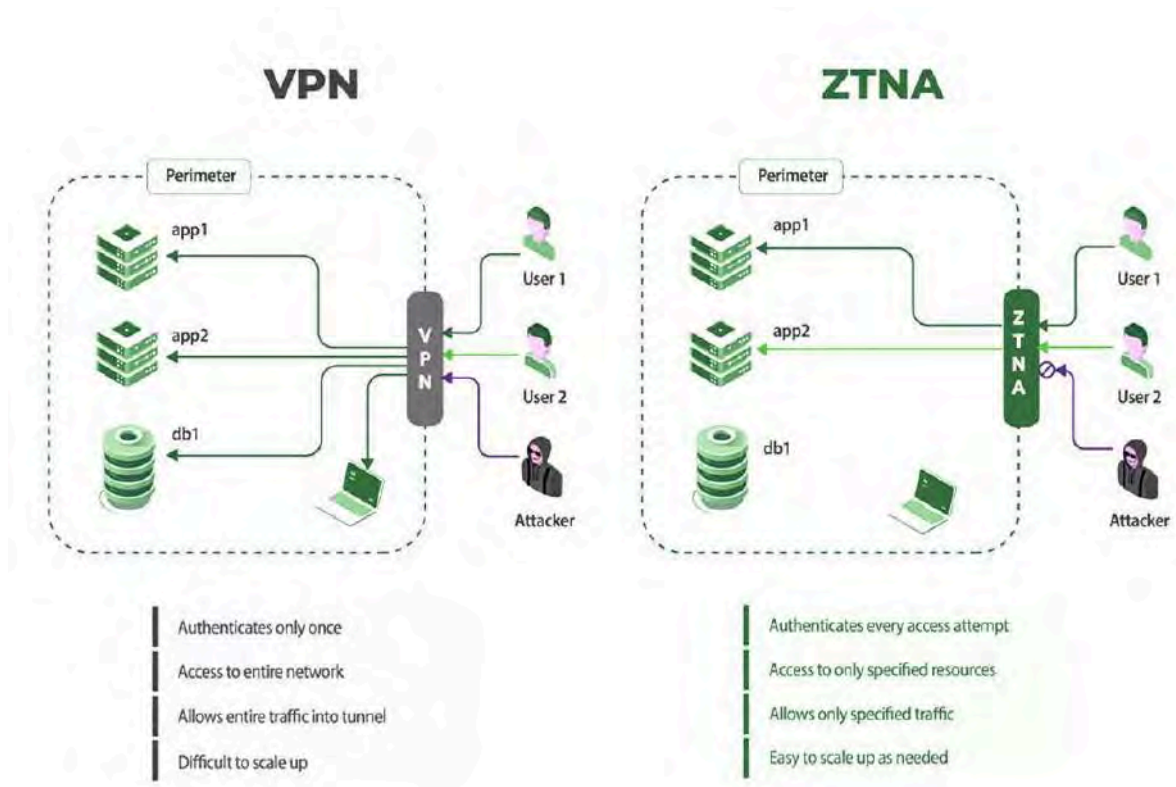 VPN
Perimeter
app1
app2
db1
VPN
User 1
User 2
Attacker
Authenticates only once
Access to entire network
Allows entire traffic into tunnel
Difficult to scale up
ZTNA
Perimeter
app1
app2
db1
ZTNA
User 1
User 2
Attacker
Authenticates every access attempt
Access to only specified resources
Allows only specified traffic
Easy to scale up as needed